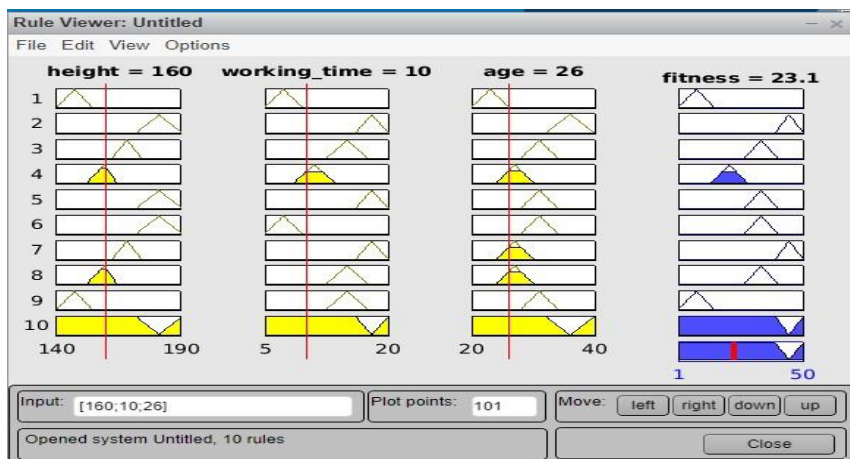 Rule Viewer: Untitled
File Edit View Options
height = 160 working_time = 10 age = 26 fitness = 23.1
1
2
3
4
5
6
7
8
9
10
140 190 5 20 20 40
1 50
Input: [160;10;26] Plot points: 101 Move: left right down up
Opened system Untitled, 10 rules Close